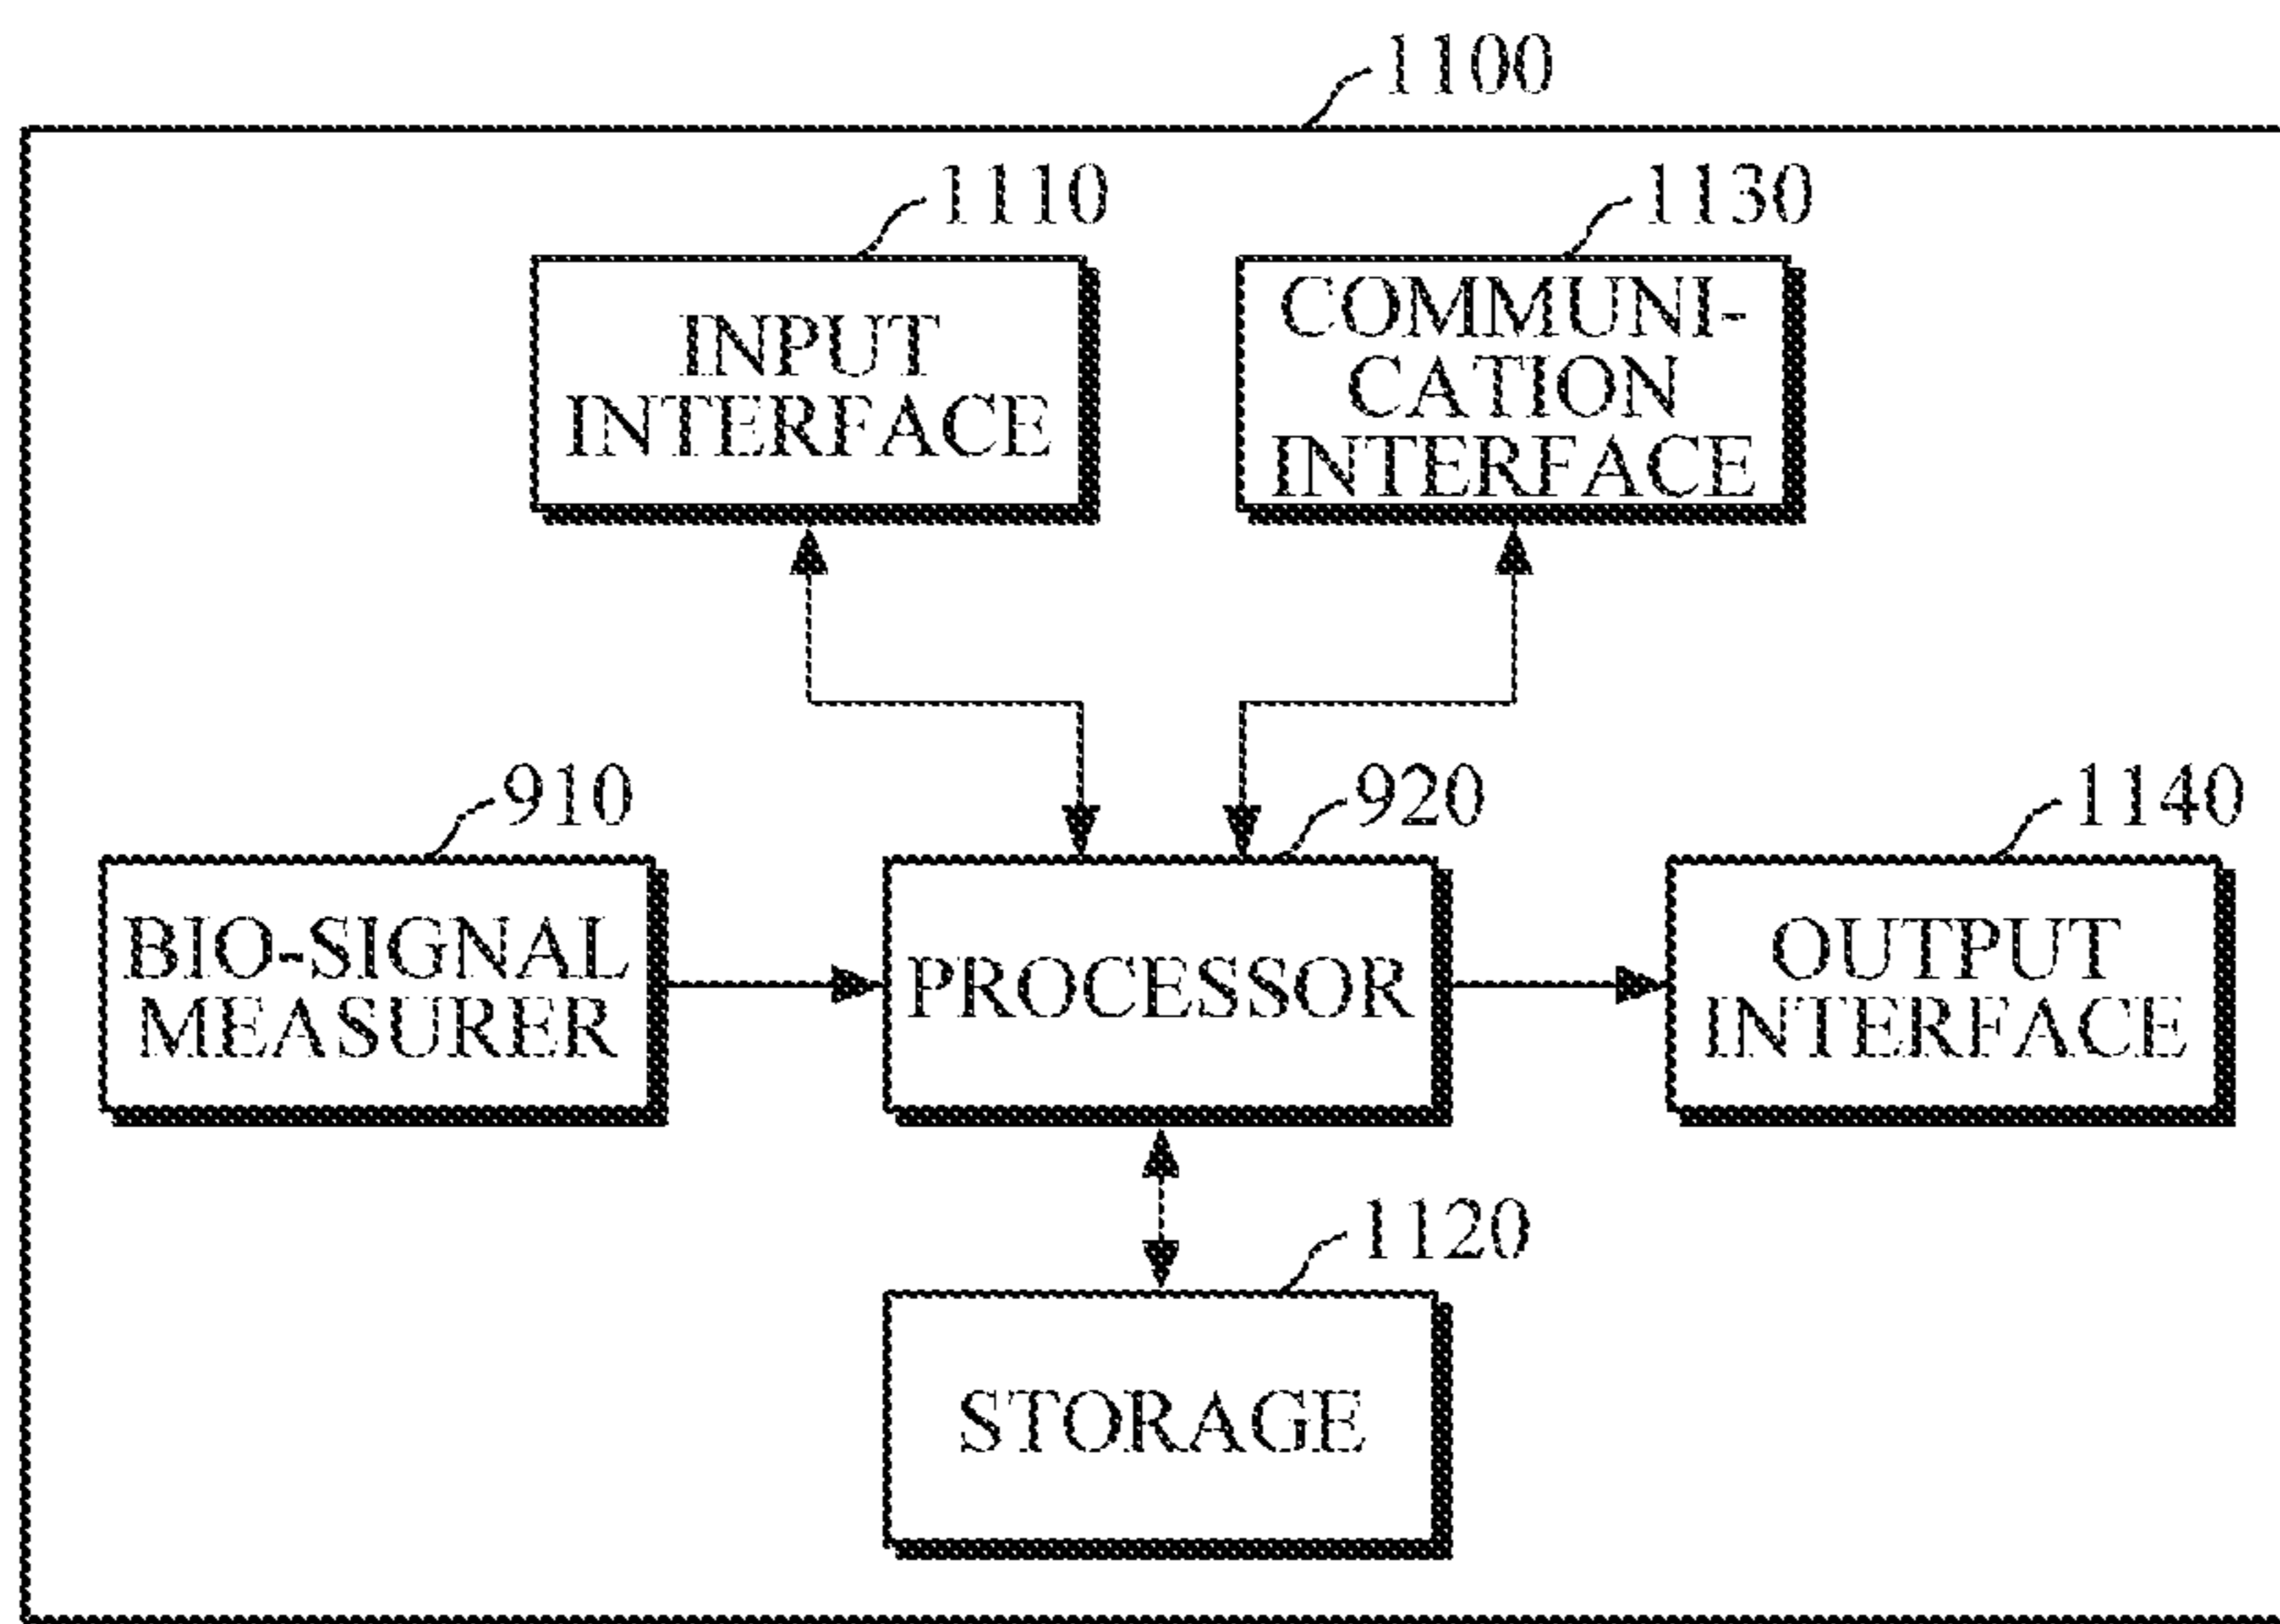 1100
1110
1130
INPUT
INTERFACE
COMMUNI-
CATION
INTERFACE
910
920
1140
BIO-SIGNAL
MEASURER
PROCESSOR
OUTPUT
INTERFACE
1120
STORAGE